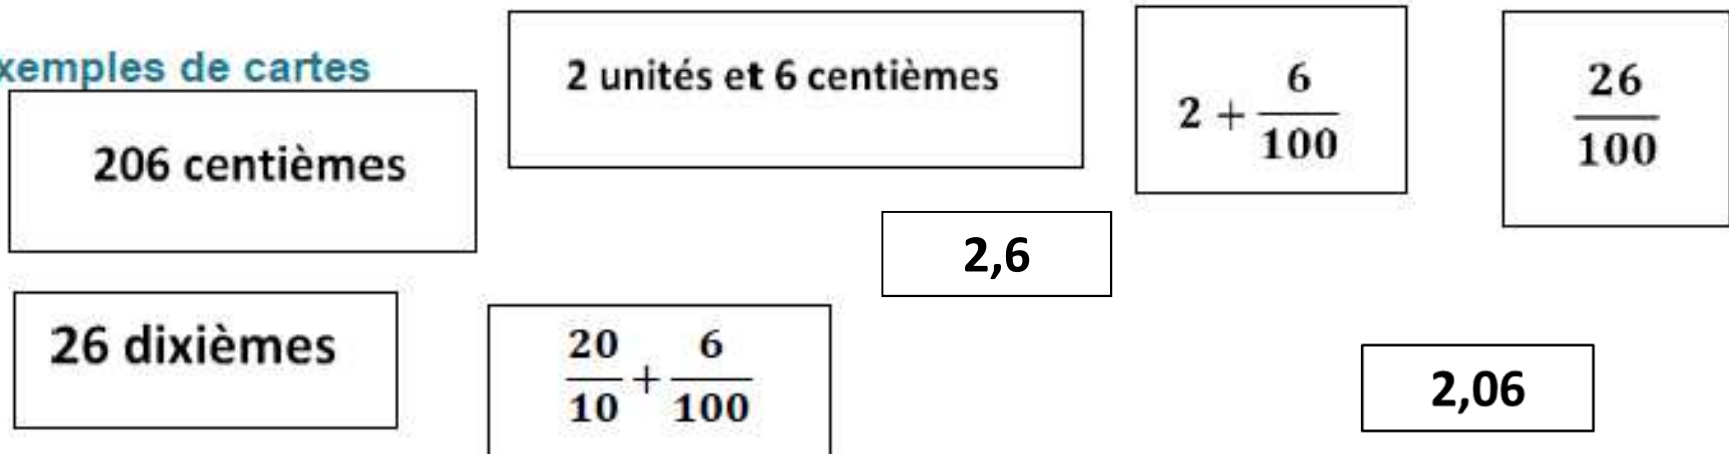 xemples de cartes
206 centièmes
2 unités et 6 centièmes
2 + 6/100
26/100
2,6
26 dixièmes
20/10 + 6/100
2,06